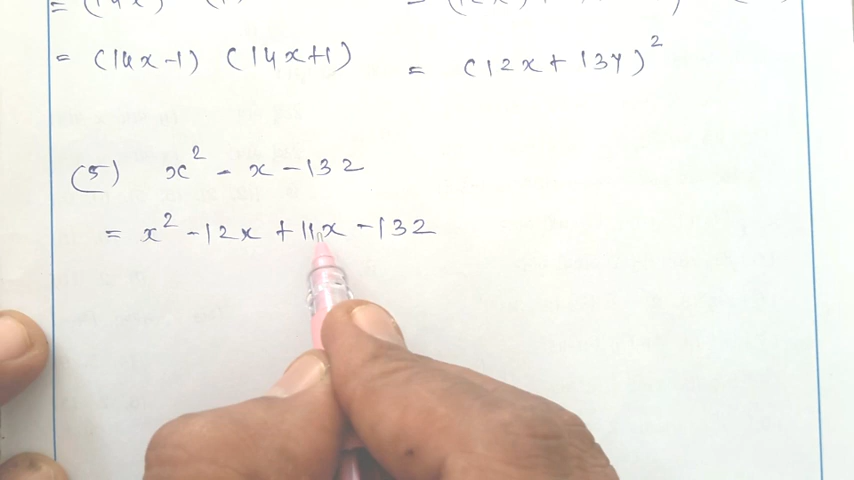 = (14x-1) (14x+1)
= (12x + 13y)²
(5) x² - x - 132
= x² - 12x + 11x - 132